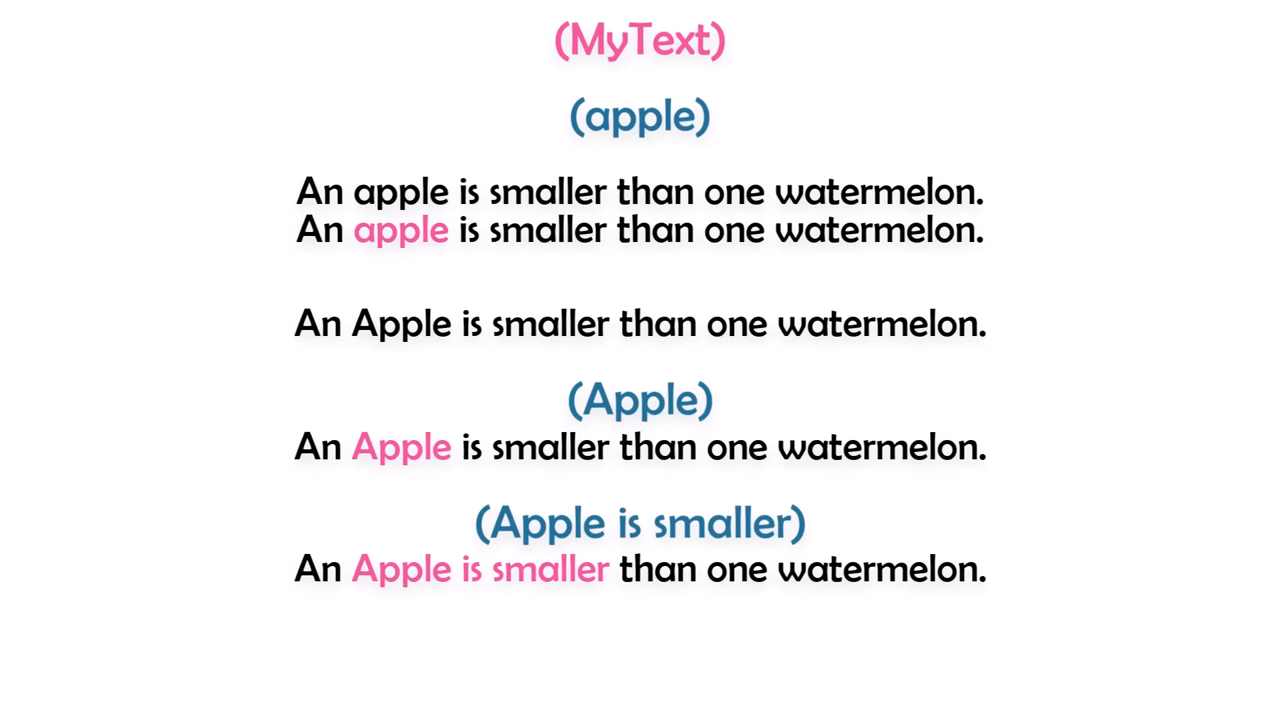 (MyText)
(apple)
An apple is smaller than one watermelon.
An apple is smaller than one watermelon.
An Apple is smaller than one watermelon.
(Apple)
An Apple is smaller than one watermelon.
(Apple is smaller)
An Apple is smaller than one watermelon.